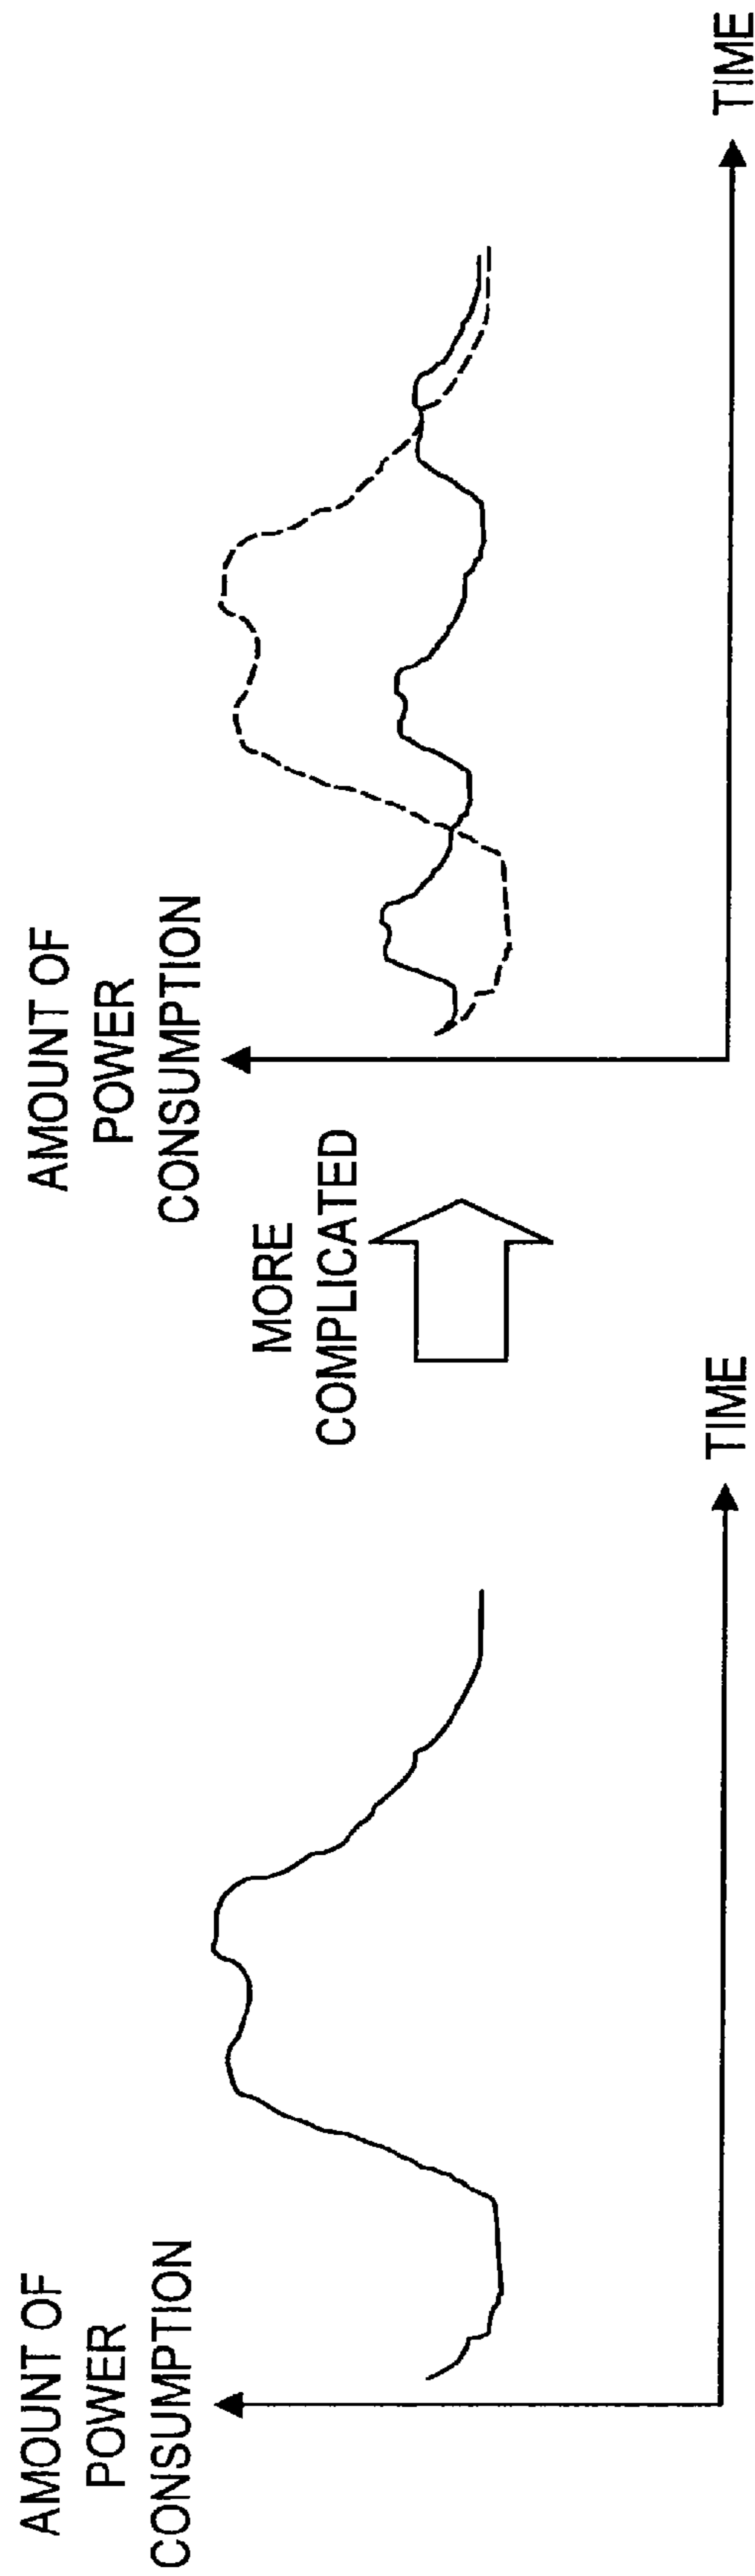 AMOUNT OF
POWER
CONSUMPTION
TIME
MORE
COMPLICATED
AMOUNT OF
POWER
CONSUMPTION
TIME